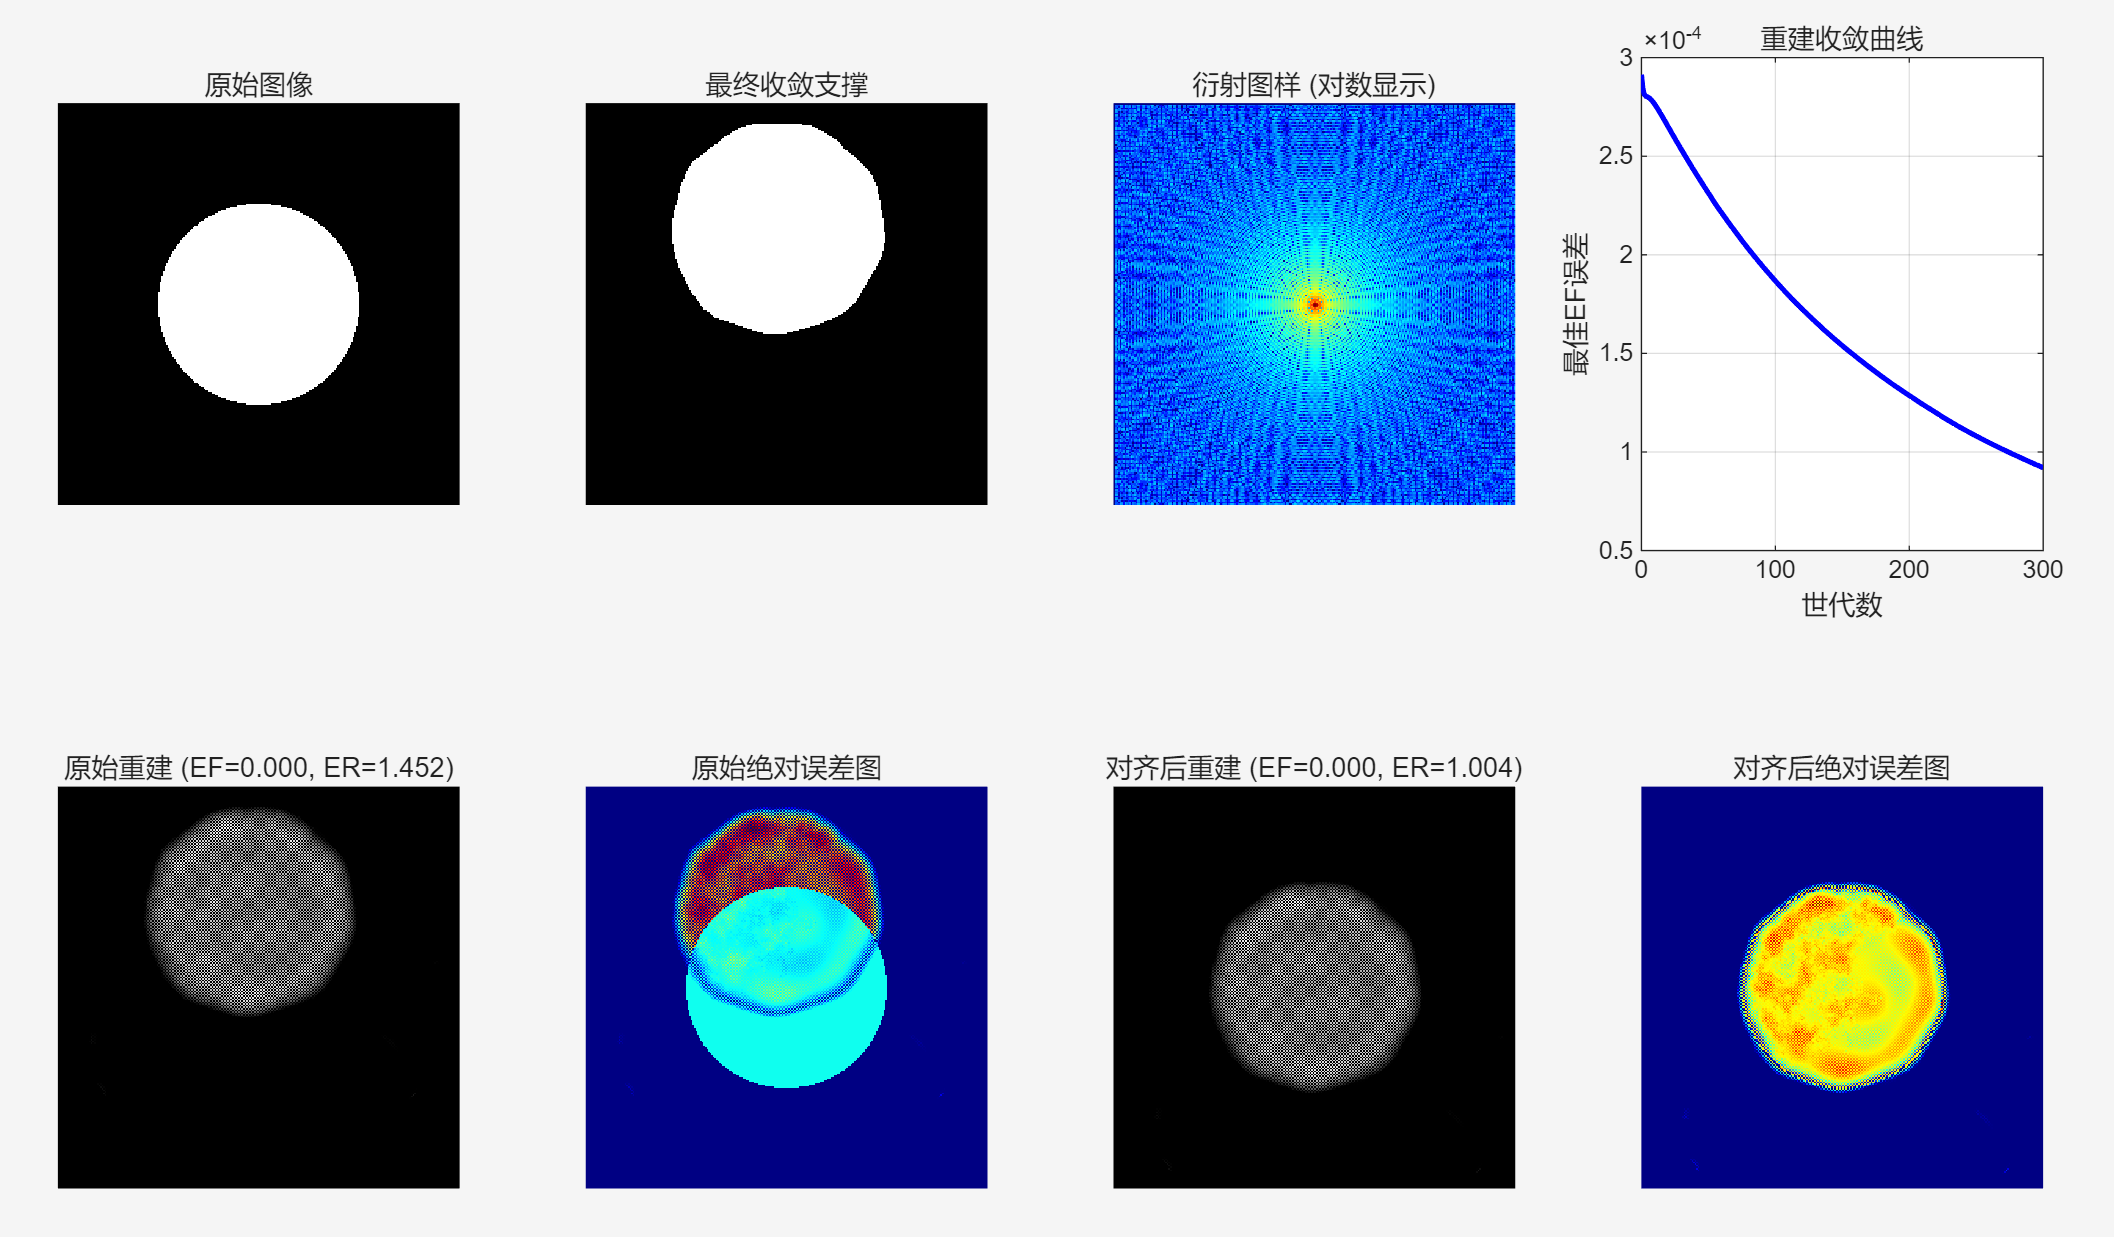 原始图像
最终收敛支撑
衍射图样 (对数显示)
×10-4
重建收敛曲线
3
2.5
2
1.5
1
0.5
最佳EF误差
0
100
200
300
世代数
原始重建 (EF=0.000, ER=1.452)
原始绝对误差图
对齐后重建 (EF=0.000, ER=1.004)
对齐后绝对误差图